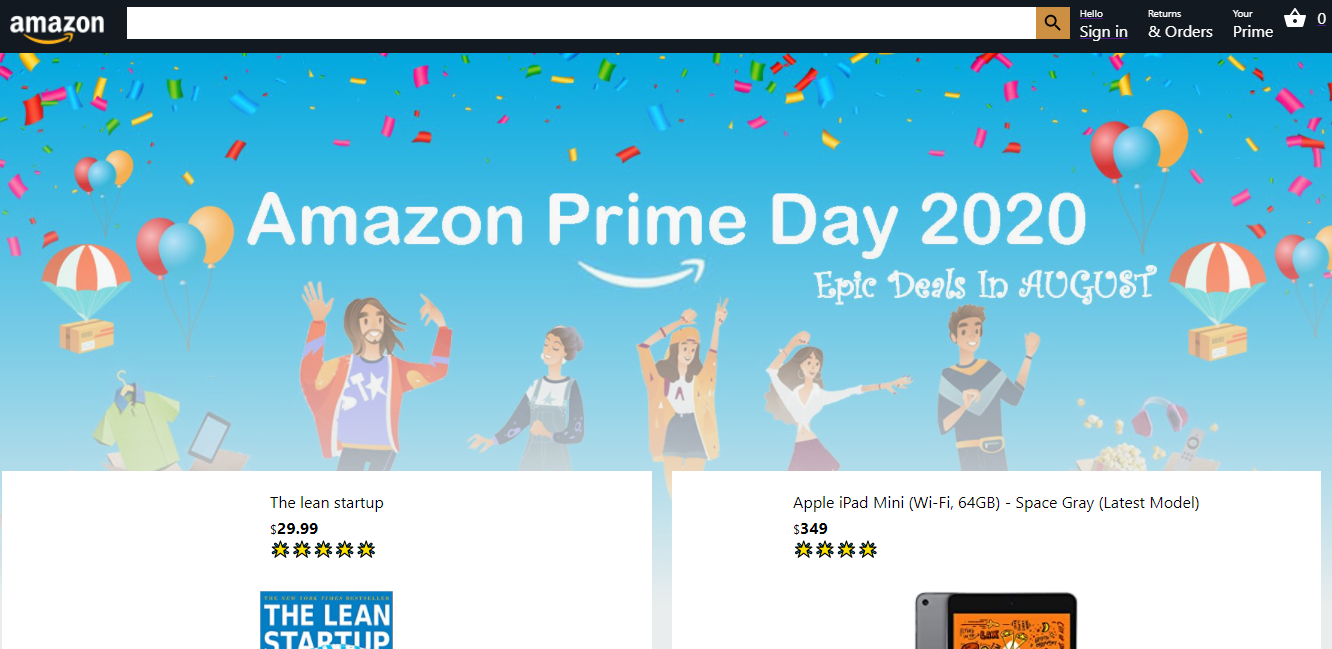 amazon
Hello
Sign in
Returns
& Orders
Your
Prime
0
Amazon Prime Day 2020
Epic Deals In AUGUST
The lean startup
$29.99
Apple iPad Mini (Wi-Fi, 64GB) - Space Gray (Latest Model)
$349
THE NEW YORK TIMES BESTSELLER
THE LEAN
STARTUP